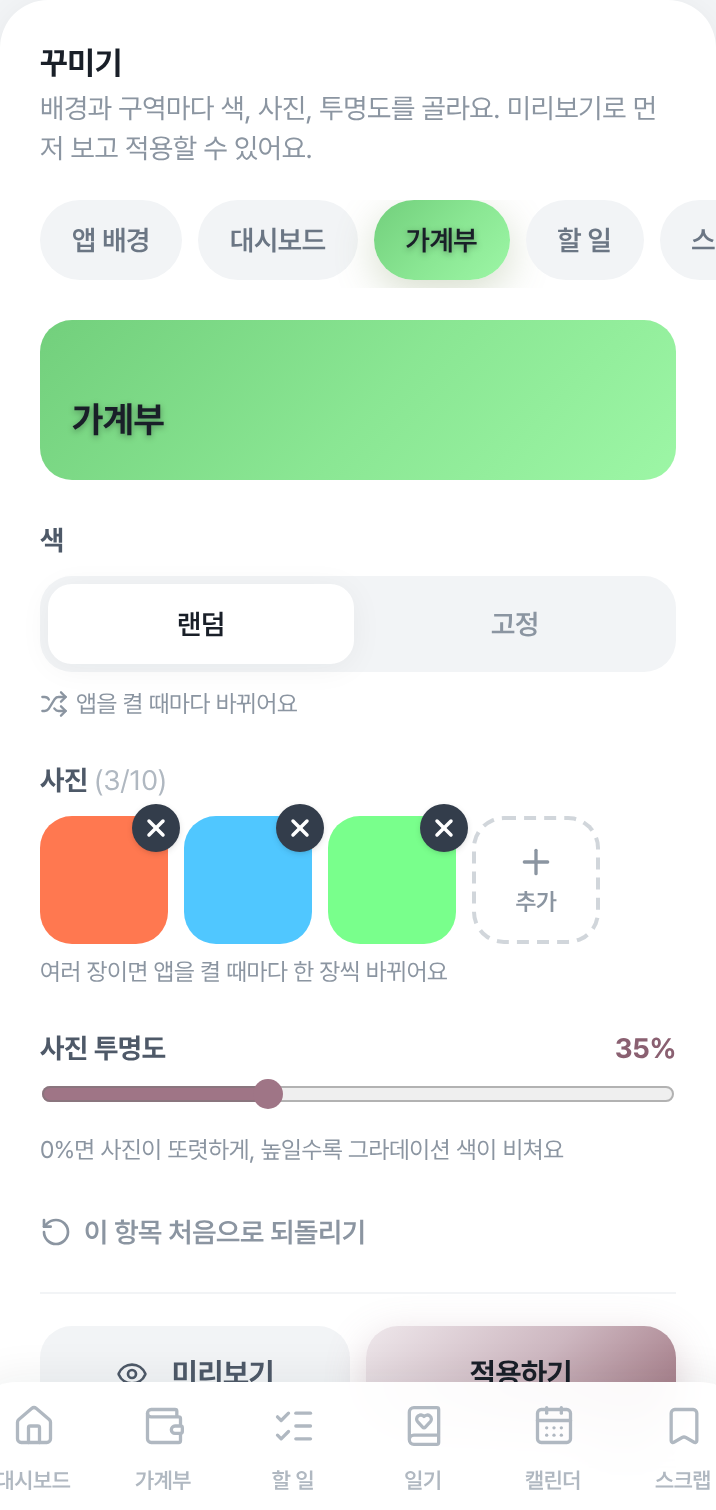 꾸미기
배경과 구역마다 색, 사진, 투명도를 골라요. 미리보기로 먼
저 보고 적용할 수 있어요.
앱 배경 대시보드 가계부 할 일 스
가계부
색
랜덤 고정
앱을 켤 때마다 바뀌어요
사진 (3/10)
추가
여러 장이면 앱을 켤 때마다 한 장씩 바뀌어요
사진 투명도 35%
0%면 사진이 또렷하게, 높일수록 그라데이션 색이 비쳐요
이 항목 처음으로 되돌리기
미리보기 적용하기
대시보드 가계부 할 일 일기 캘린더 스크랩